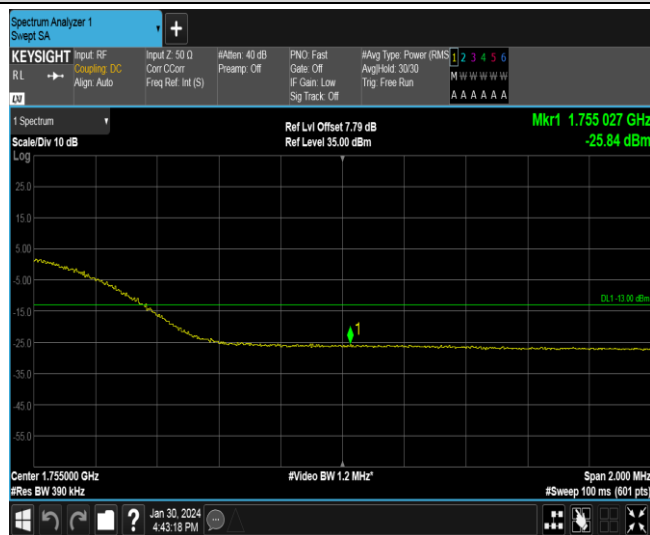 Spectrum Analyzer 1
Swept SA
KEYSIGHT
RL
LXI
Input: RF
Coupling: DC
Align: Auto
Input Z: 50 Ω
Corr CCorr
Freq Ref: Int (S)
#Atten: 40 dB
Preamp: Off
PNO: Fast
Gate: Off
IF Gain: Low
Sig Track: Off
#Avg Type: Power (RMS
Avg|Hold: 30/30
Trig: Free Run
1 2 3 4 5 6
M W W W W W
A A A A A A
1 Spectrum
Scale/Div 10 dB
Ref Lvl Offset 7.79 dB
Ref Level 35.00 dBm
Mkr1 1.755 027 GHz
-25.84 dBm
Log
25.0
15.0
5.00
-5.00
DL1 -13.00 dBm
-15.0
1
-25.0
-35.0
-45.0
-55.0
Center 1.755000 GHz
#Video BW 1.2 MHz*
Span 2.000 MHz
#Res BW 390 kHz
#Sweep 100 ms (601 pts)
?
Jan 30, 2024
4:43:18 PM